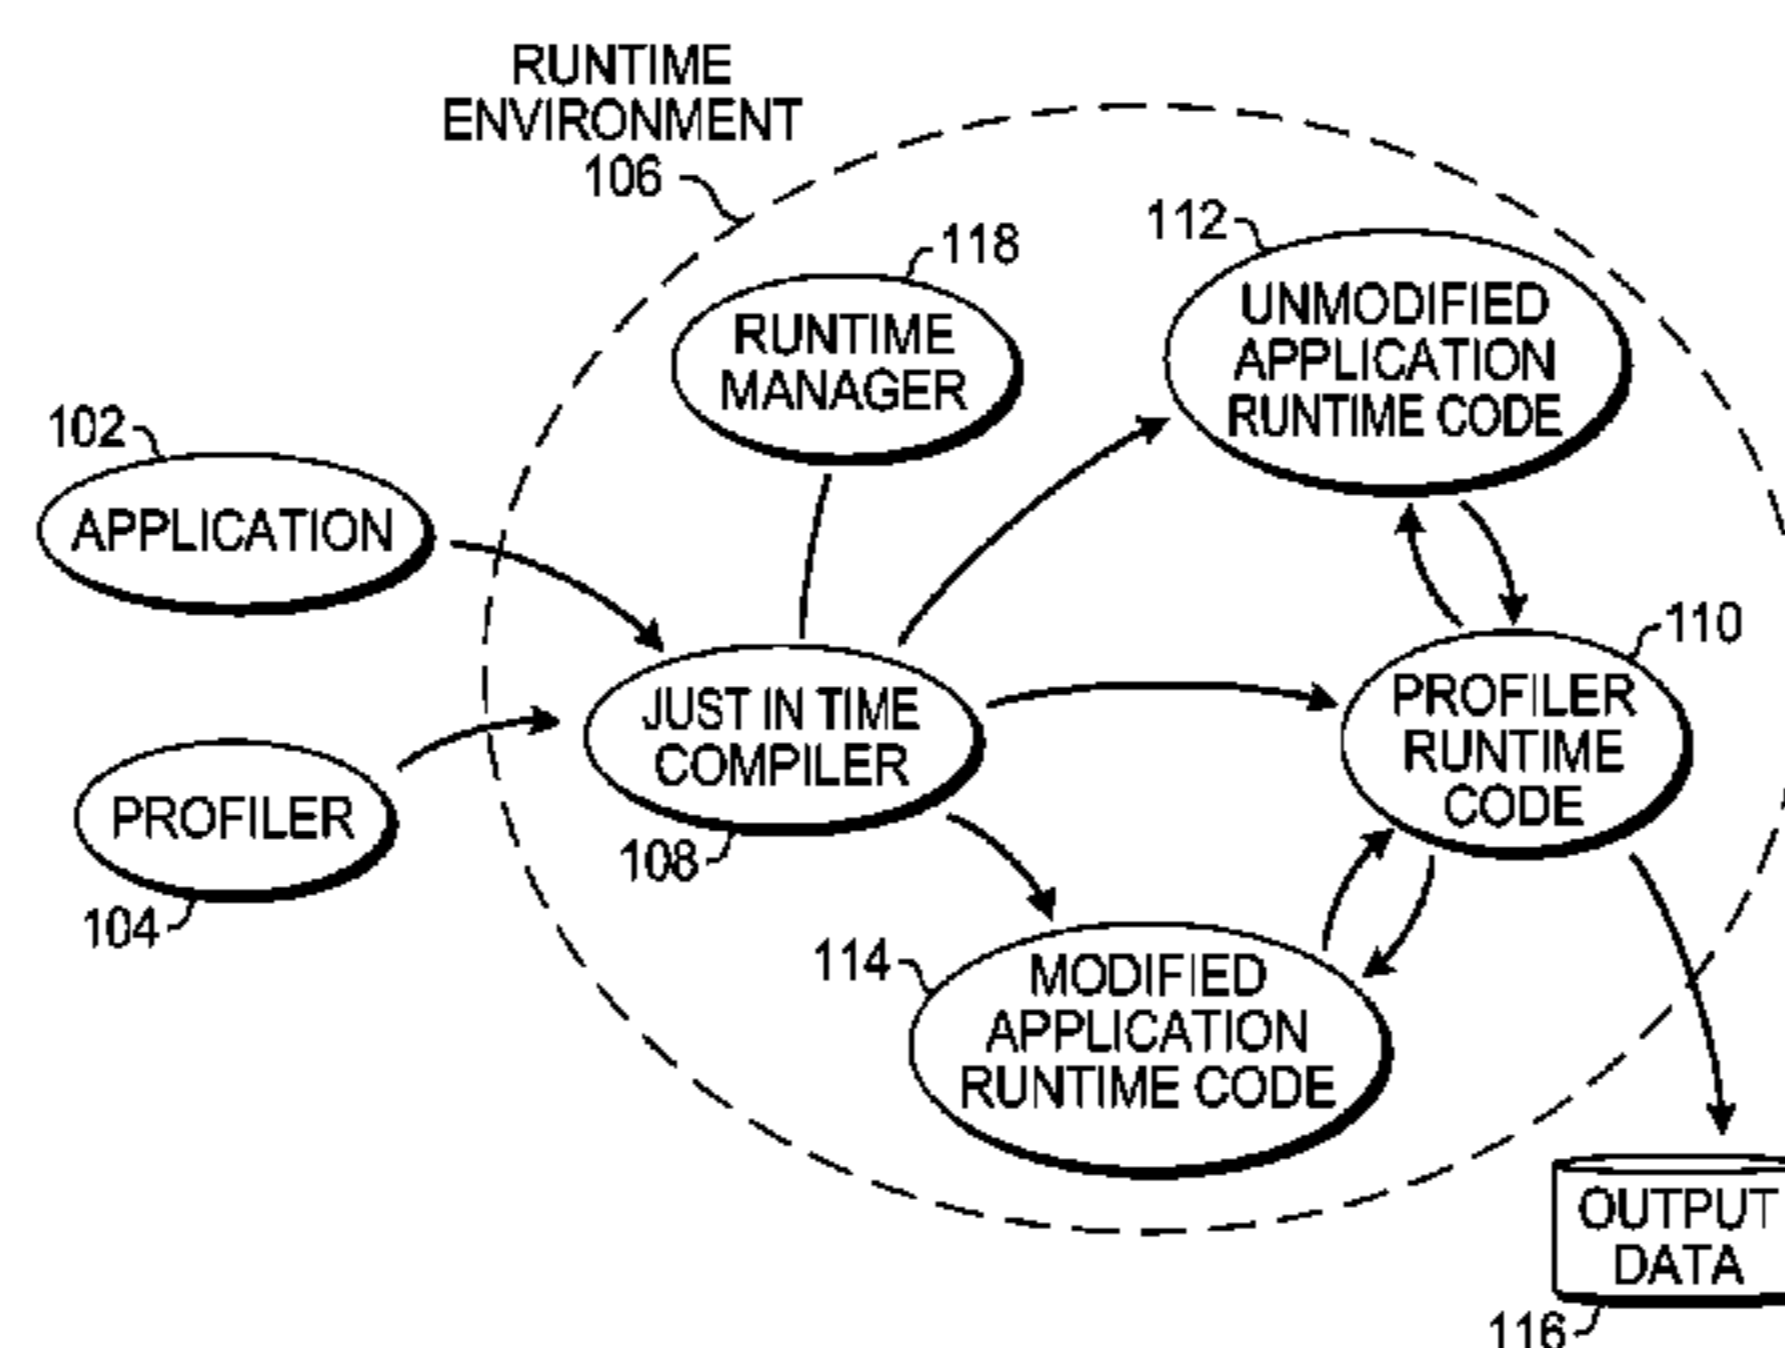 RUNTIME
ENVIRONMENT
106
118
112
RUNTIME
MANAGER
UNMODIFIED
APPLICATION
RUNTIME CODE
102
APPLICATION
110
JUST IN TIME
COMPILER
108
PROFILER
RUNTIME
CODE
PROFILER
104
114
MODIFIED
APPLICATION
RUNTIME CODE
OUTPUT
DATA
116